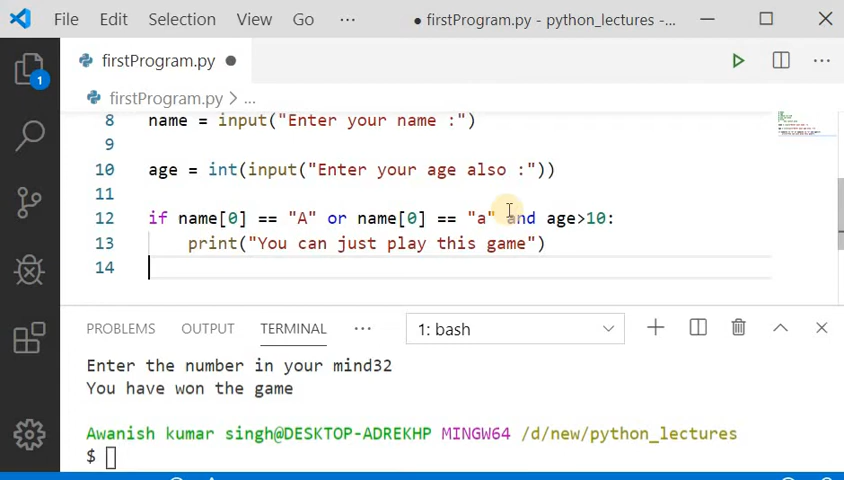 File Edit Selection View Go ··· ● firstProgram.py - python_lectures -...
firstProgram.py ●
1
firstProgram.py > ...
8 name = input("Enter your name :")
9
10 age = int(input("Enter your age also :"))
11
12 if name[0] == "A" or name[0] == "a" and age>10:
13 print("You can just play this game")
14
PROBLEMS OUTPUT TERMINAL ··· 1: bash
Enter the number in your mind32
You have won the game
Awanish kumar singh@DESKTOP-ADREKHP MINGW64 /d/new/python_lectures
$